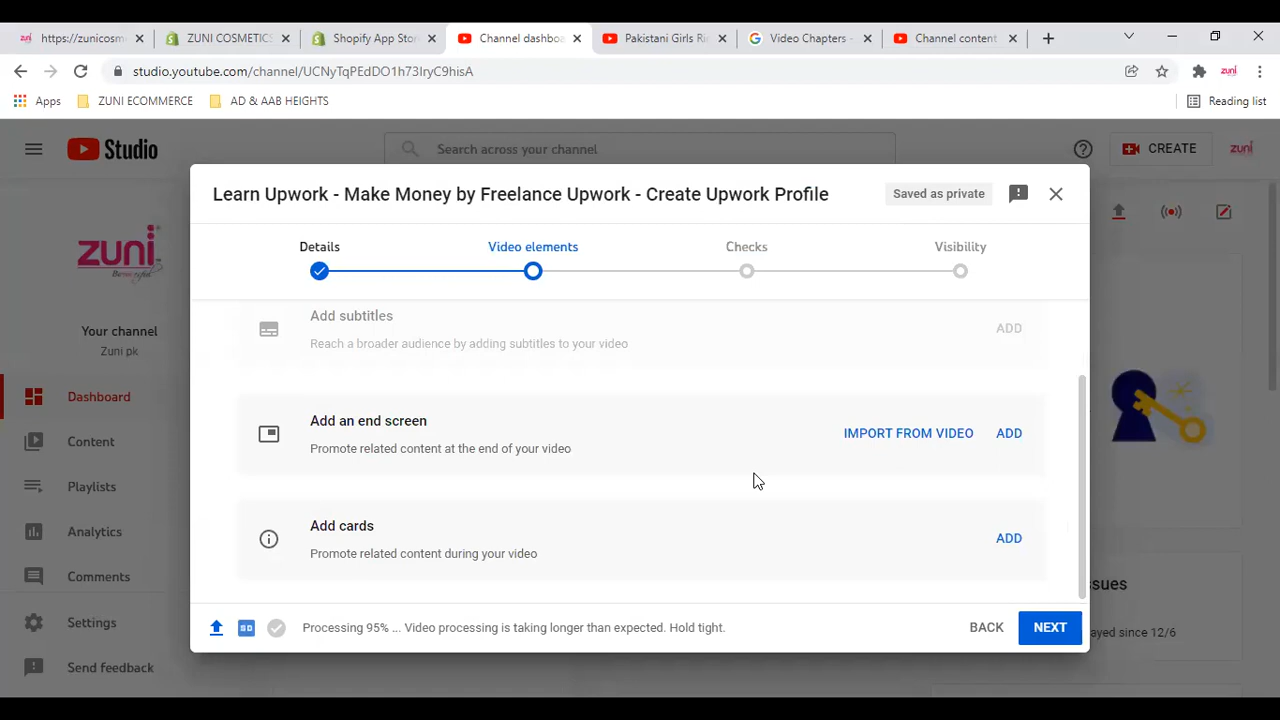 https://zunicosm
ZUNI COSMETICS
Shopify App Stor
Channel dashboa
Pakistani Girls Ri
Video Chapters -
Channel content
studio.youtube.com/channel/UCNyTqPEdDO1h73IryC9hisA
Apps
ZUNI ECOMMERCE
AD & AAB HEIGHTS
Reading list
Studio
Search across your channel
CREATE
zuni
Learn Upwork - Make Money by Freelance Upwork - Create Upwork Profile
Saved as private
Details
Video elements
Checks
Visibility
zuni
Your channel
Zuni pk
Dashboard
Content
Playlists
Analytics
Comments
Settings
Send feedback
Add subtitles
ADD
Reach a broader audience by adding subtitles to your video
Add an end screen
IMPORT FROM VIDEO
ADD
Promote related content at the end of your video
Add cards
ADD
Promote related content during your video
ssues
ayed since 12/6
SD
Processing 95% ... Video processing is taking longer than expected. Hold tight.
BACK
NEXT